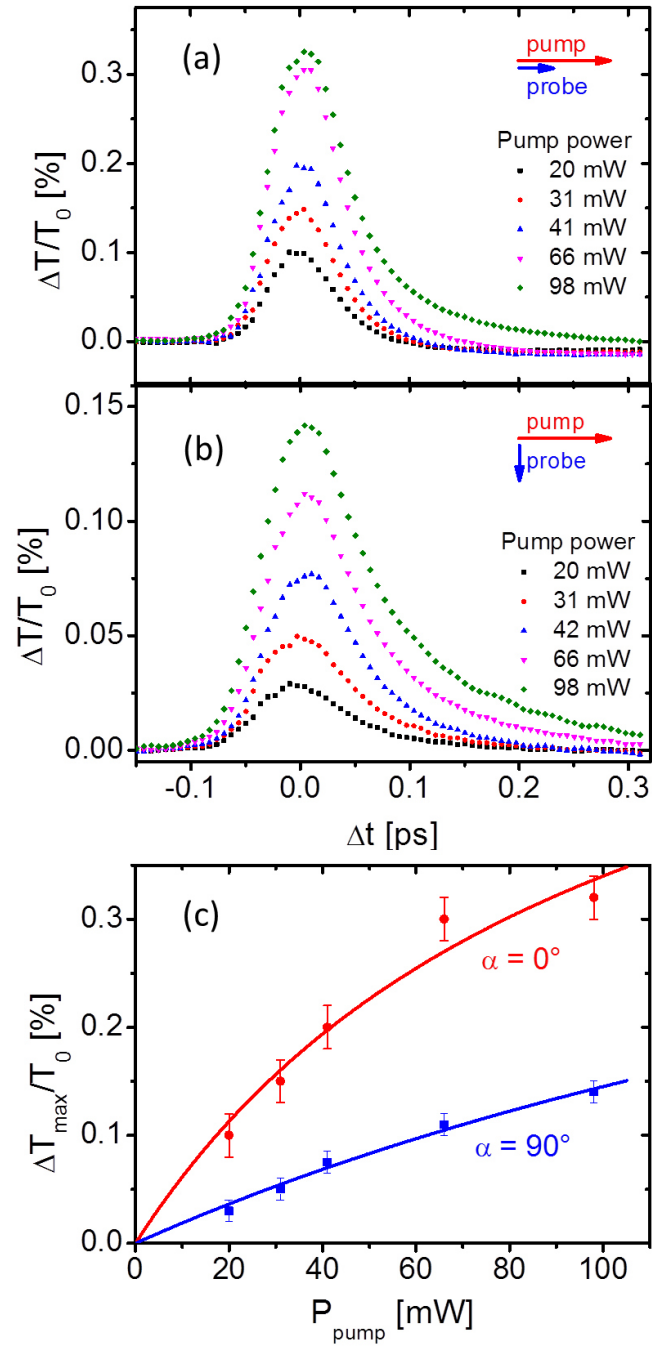 (a)
pump
probe
Pump power
20 mW
31 mW
41 mW
66 mW
98 mW
ΔT/T₀ [%]
0.3
0.2
0.1
0.0
(b)
pump
probe
Pump power
20 mW
31 mW
42 mW
66 mW
98 mW
ΔT/T₀ [%]
0.15
0.10
0.05
0.00
-0.1 0.0 0.1 0.2 0.3
Δt [ps]
(c)
α = 0°
α = 90°
ΔTmax/T₀ [%]
0.3
0.2
0.1
0.0
0 20 40 60 80 100
Ppump [mW]